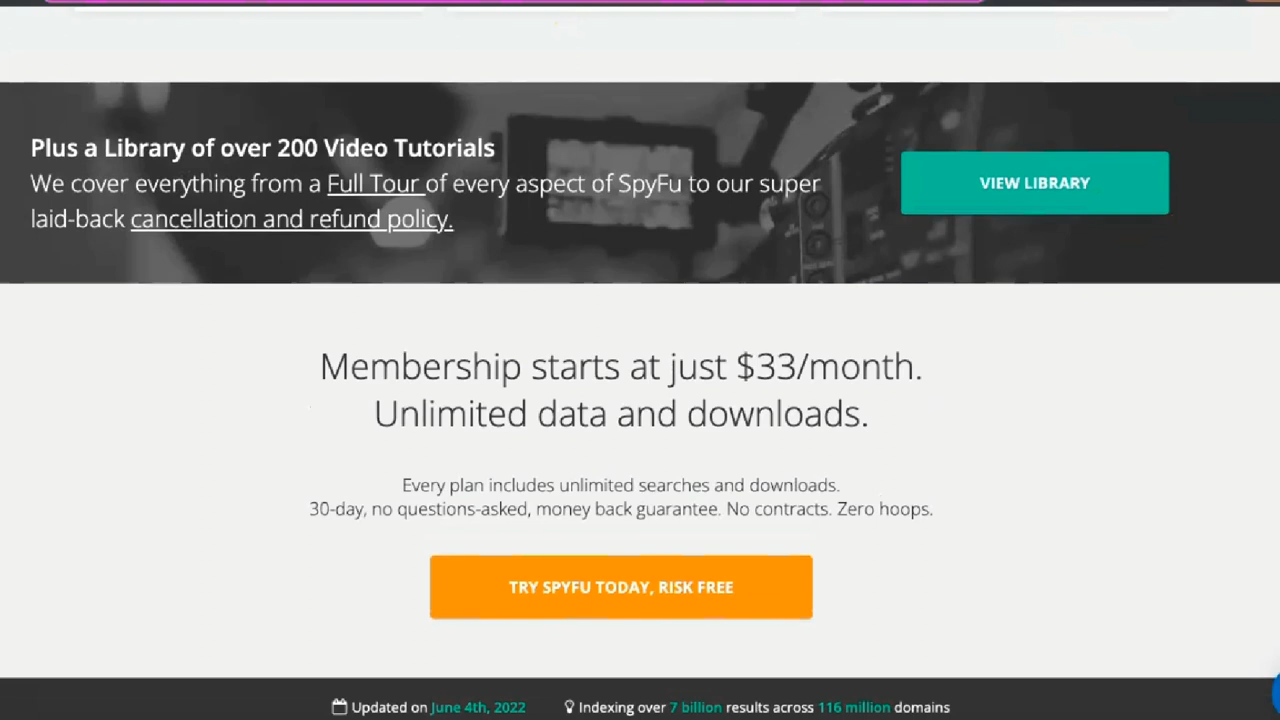 Plus a Library of over 200 Video Tutorials
We cover everything from a Full Tour of every aspect of SpyFu to our super
laid-back cancellation and refund policy.
VIEW LIBRARY
Membership starts at just $33/month.
Unlimited data and downloads.
Every plan includes unlimited searches and downloads.
30-day, no questions-asked, money back guarantee. No contracts. Zero hoops.
TRY SPYFU TODAY, RISK FREE
Updated on June 4th, 2022 Indexing over 7 billion results across 116 million domains